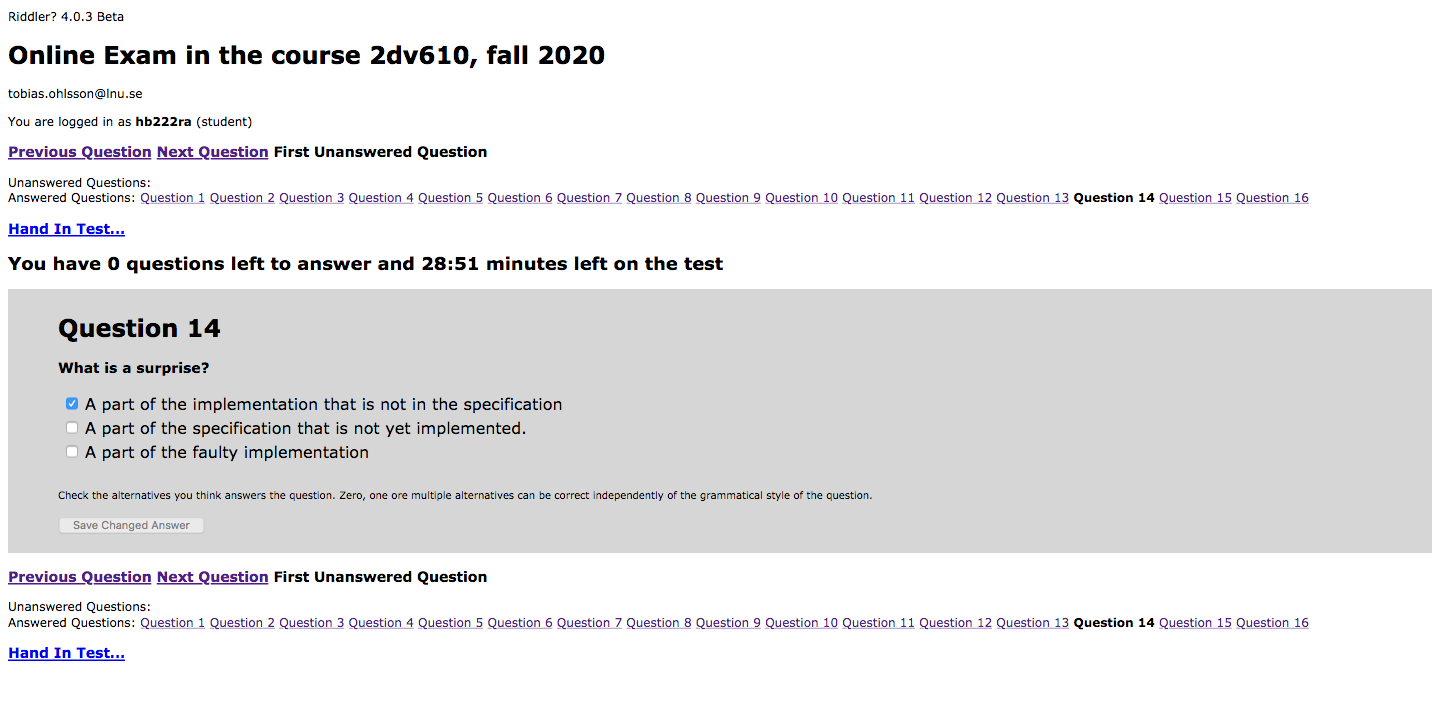 Riddler? 4.0.3 Beta
Online Exam in the course 2dv610, fall 2020
tobias.ohlsson@lnu.se
You are logged in as hb222ra (student)
Previous Question Next Question First Unanswered Question
Unanswered Questions:
Answered Questions: Question 1 Question 2 Question 3 Question 4 Question 5 Question 6 Question 7 Question 8 Question 9 Question 10 Question 11 Question 12 Question 13 Question 14 Question 15 Question 16
Hand In Test...
You have 0 questions left to answer and 28:51 minutes left on the test
Question 14
What is a surprise?
A part of the implementation that is not in the specification
A part of the specification that is not yet implemented.
A part of the faulty implementation
Check the alternatives you think answers the question. Zero, one ore multiple alternatives can be correct independently of the grammatical style of the question.
Save Changed Answer
Previous Question Next Question First Unanswered Question
Unanswered Questions:
Answered Questions: Question 1 Question 2 Question 3 Question 4 Question 5 Question 6 Question 7 Question 8 Question 9 Question 10 Question 11 Question 12 Question 13 Question 14 Question 15 Question 16
Hand In Test...